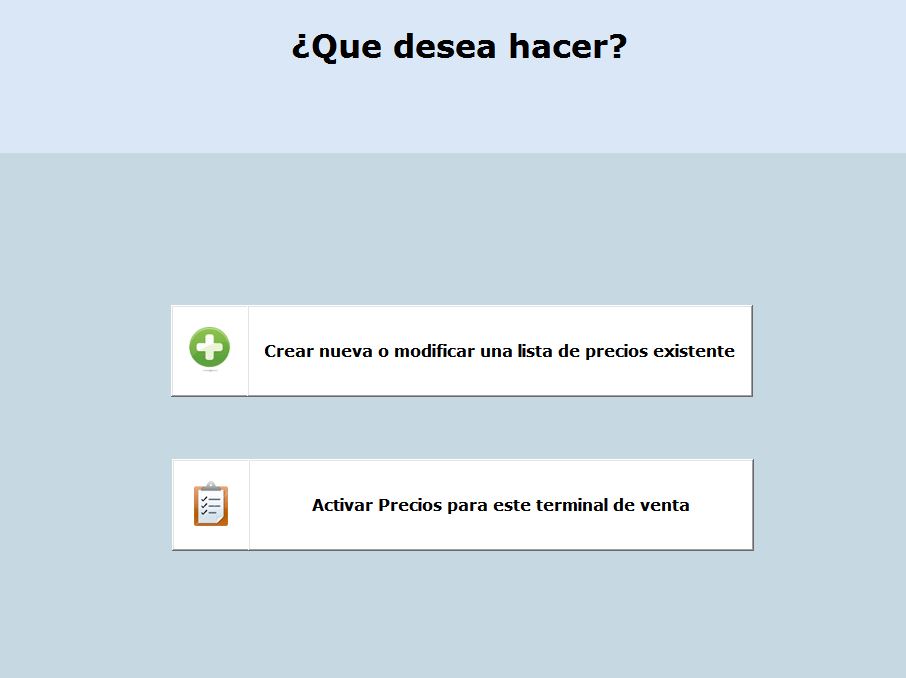 ¿Que desea hacer?
Crear nueva o modificar una lista de precios existente
Activar Precios para este terminal de venta